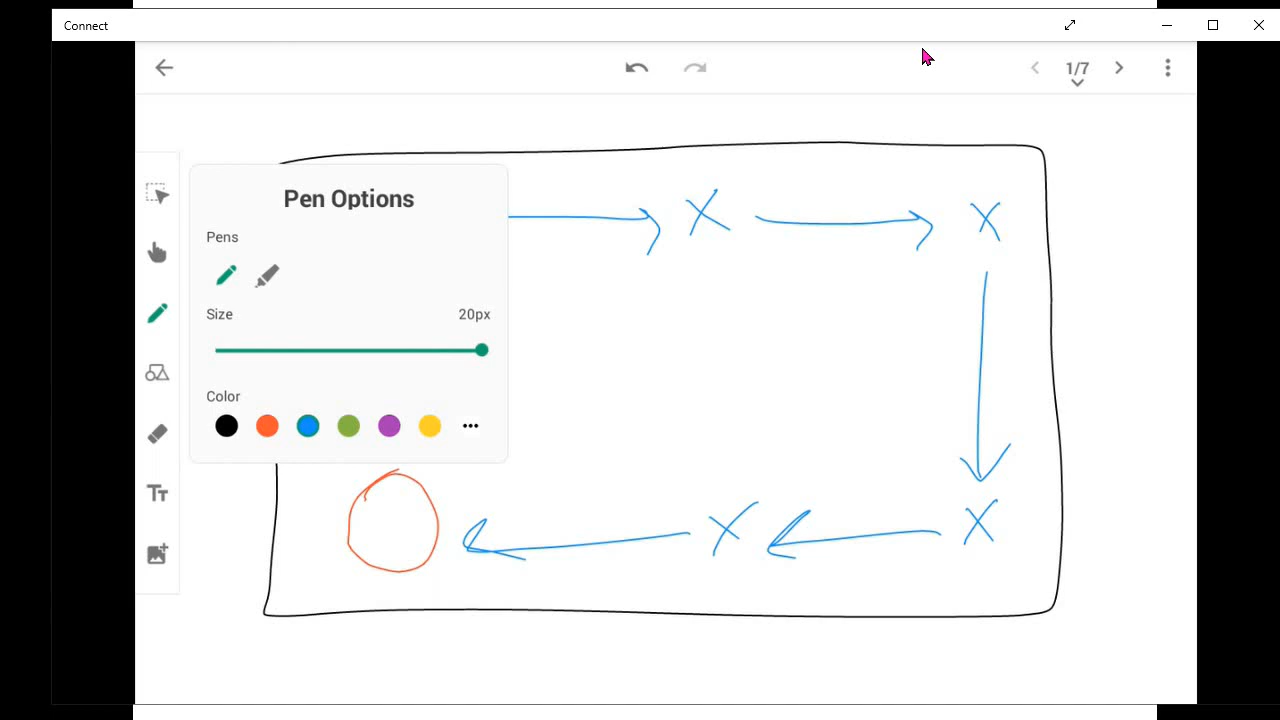 Connect
1/7
Pen Options
Pens
Size 20px
Color
X X
X X
Tт